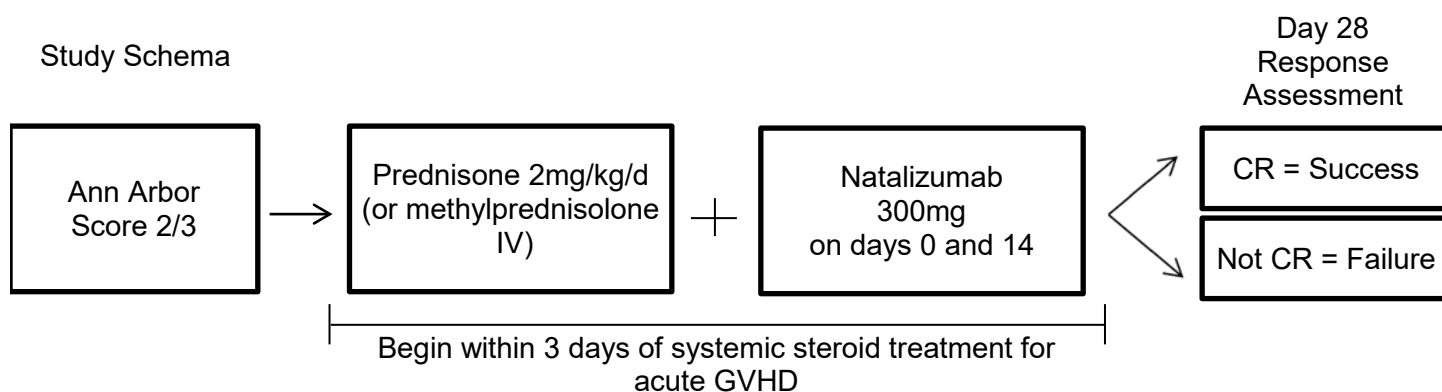 Study Schema
Day 28
Response
Assessment
Ann Arbor
Score 2/3
Prednisone 2mg/kg/d
(or methylprednisolone
IV)
Natalizumab
300mg
on days 0 and 14
CR = Success
Not CR = Failure
Begin within 3 days of systemic steroid treatment for
acute GVHD